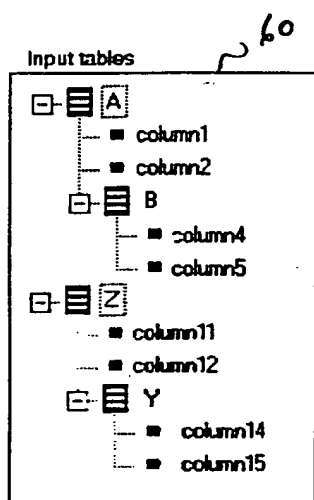 60
Input tables
A
column1
column2
B
column4
column5
Z
column11
column12
Y
column14
column15